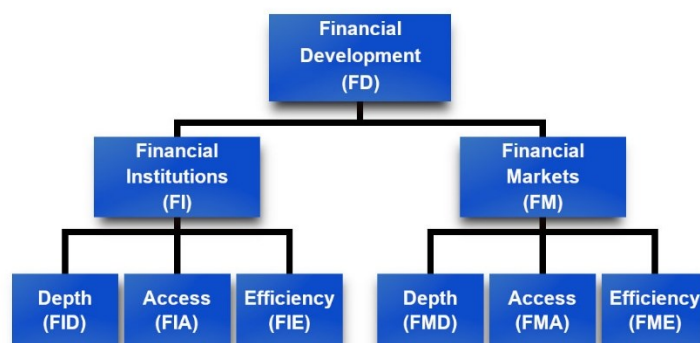 Financial
Development
(FD)
Financial
Institutions
(FI)
Financial
Markets
(FM)
Depth
(FID)
Access
(FIA)
Efficiency
(FIE)
Depth
(FMD)
Access
(FMA)
Efficiency
(FME)